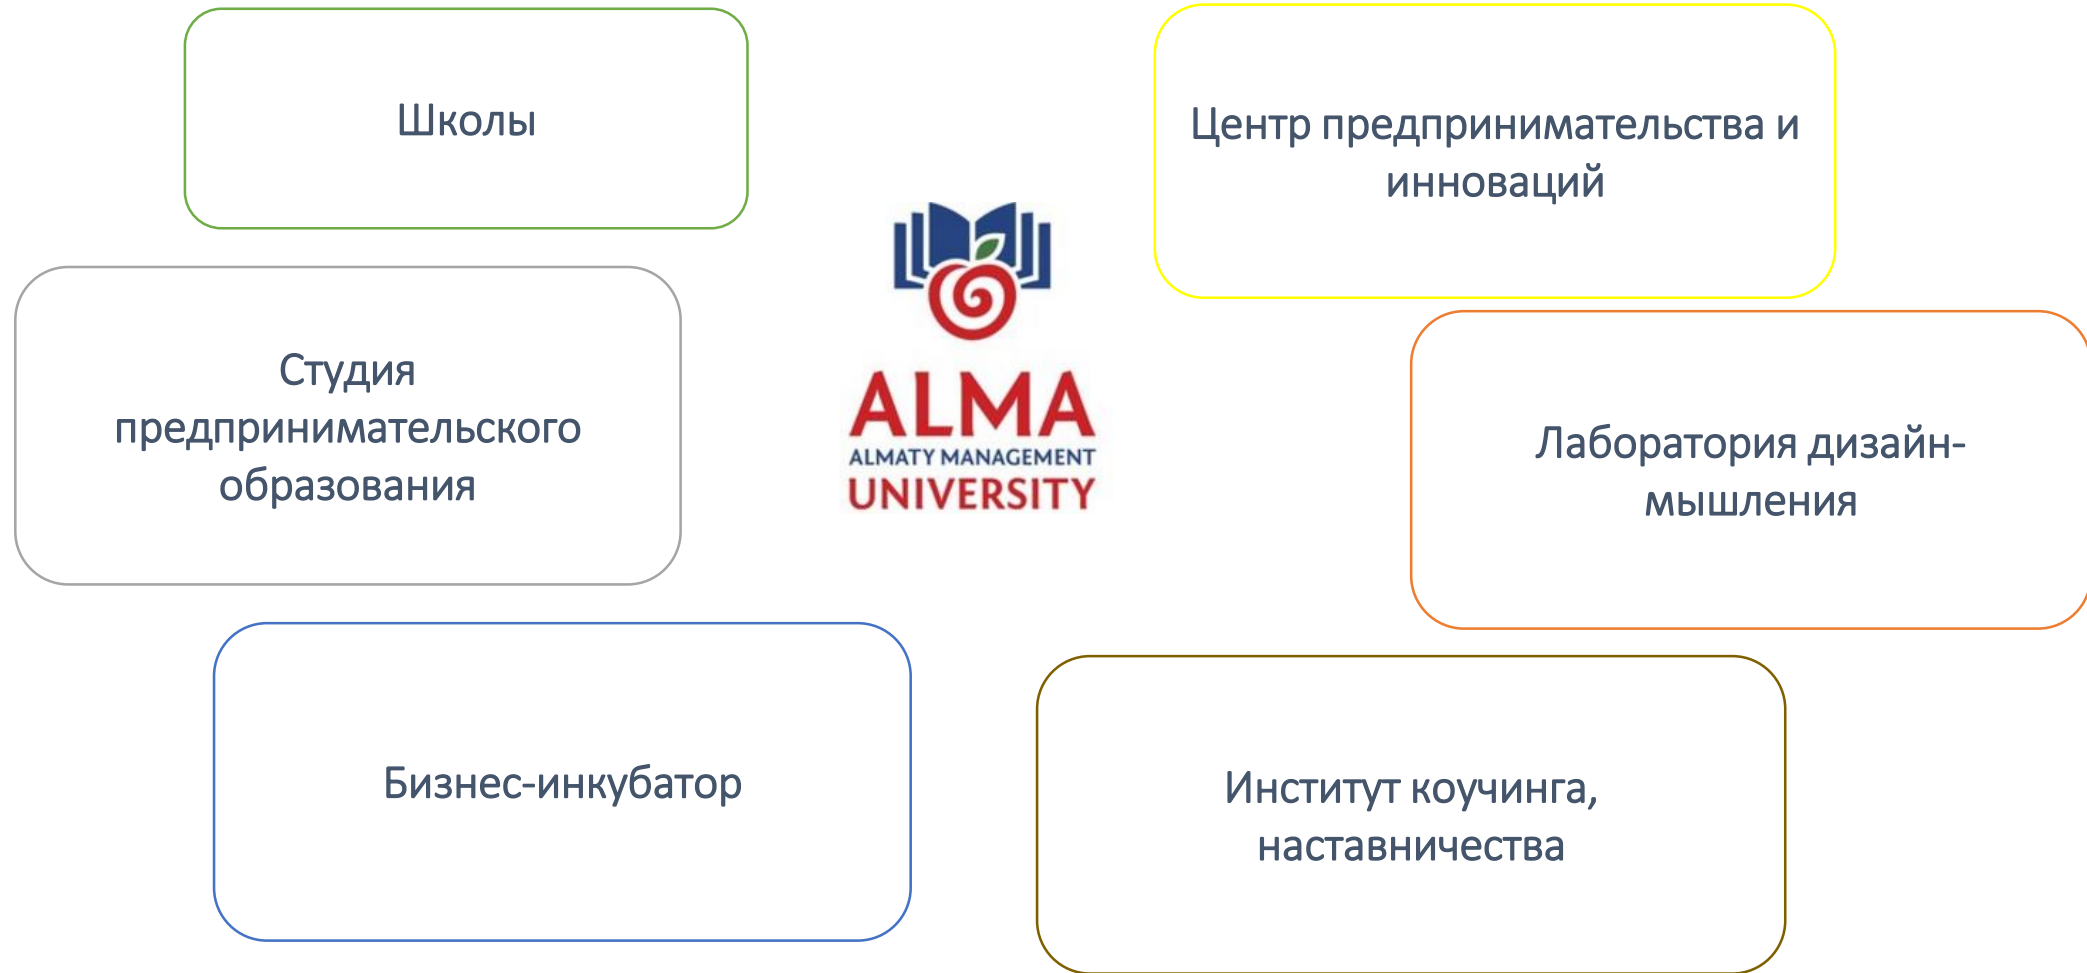 Школы
Центр предпринимательства и
инноваций
Студия
предпринимательского
образования
ALMA
ALMATY MANAGEMENT
UNIVERSITY
Лаборатория дизайн-
мышления
Бизнес-инкубатор
Институт коучинга,
наставничества